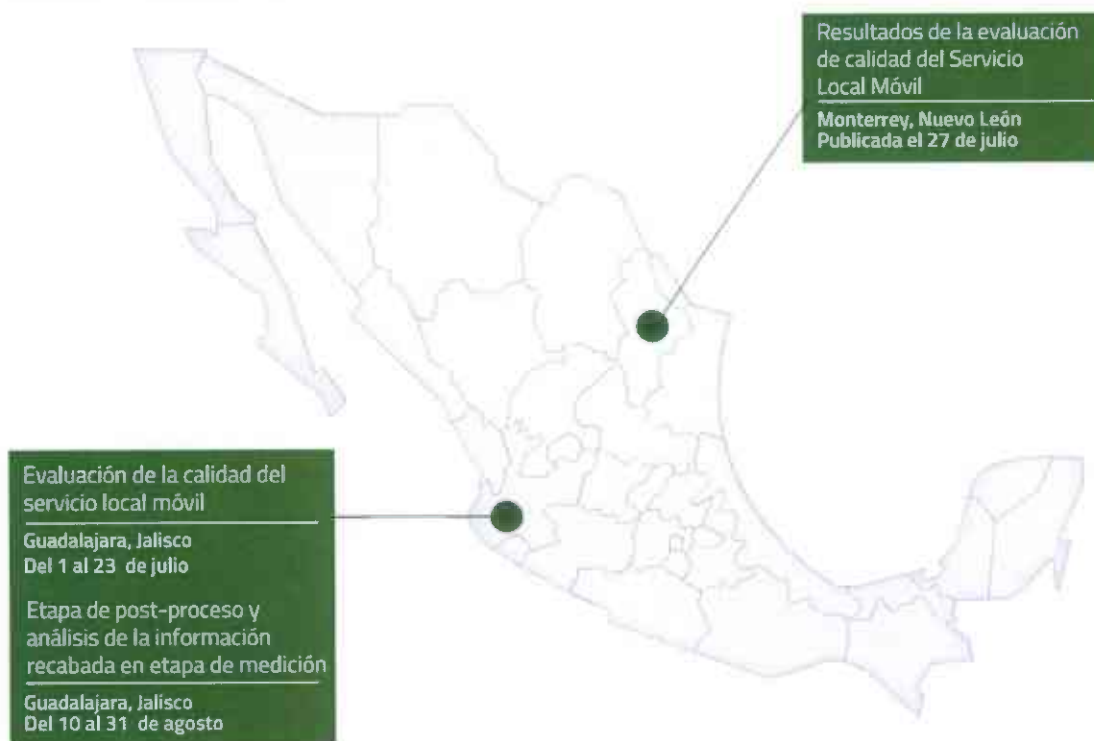 Resultados de la evaluación
de calidad del Servicio
Local Móvil
Monterrey, Nuevo León
Publicada el 27 de julio
Evaluación de la calidad del
servicio local móvil
Guadalajara, Jalisco
Del 1 al 23 de julio
Etapa de post-proceso y
análisis de la información
recabada en etapa de medición
Guadalajara, Jalisco
Del 10 al 31 de agosto